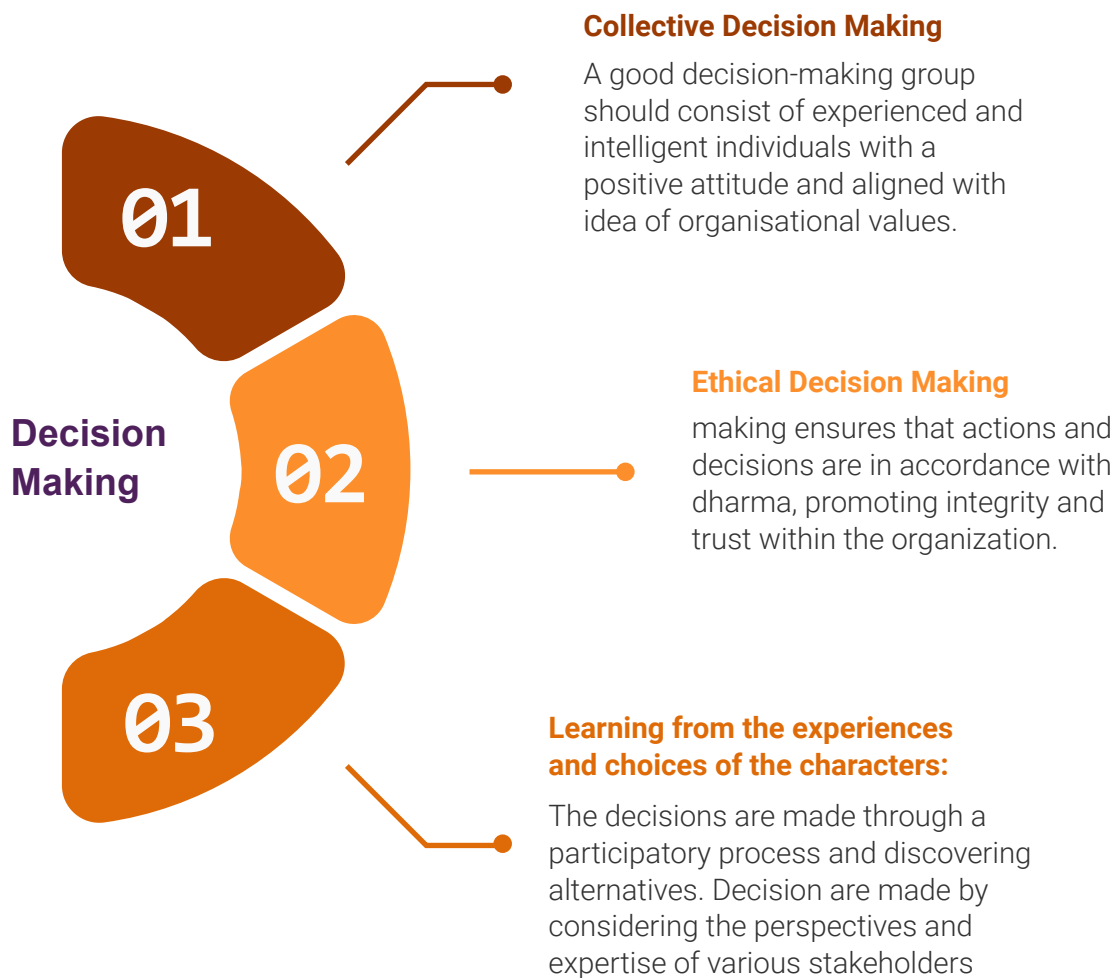 Decision
Making
01
Collective Decision Making
A good decision-making group
should consist of experienced and
intelligent individuals with a
positive attitude and aligned with
idea of organisational values.
02
Ethical Decision Making
making ensures that actions and
decisions are in accordance with
dharma, promoting integrity and
trust within the organization.
03
Learning from the experiences
and choices of the characters:
The decisions are made through a
participatory process and discovering
alternatives. Decision are made by
considering the perspectives and
expertise of various stakeholders